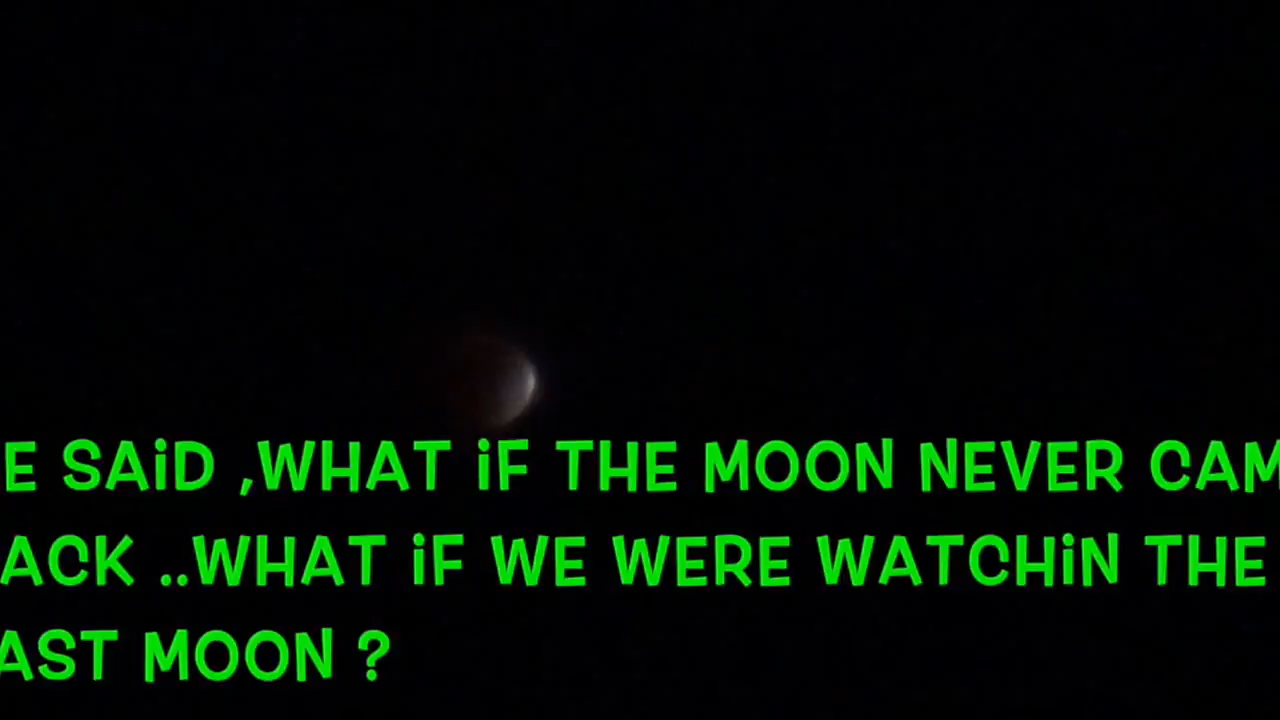 E SAiD ,WHAT iF THE MOON NEVER CAM
ACK ..WHAT iF WE WERE WATCHiN THE
AST MOON ?